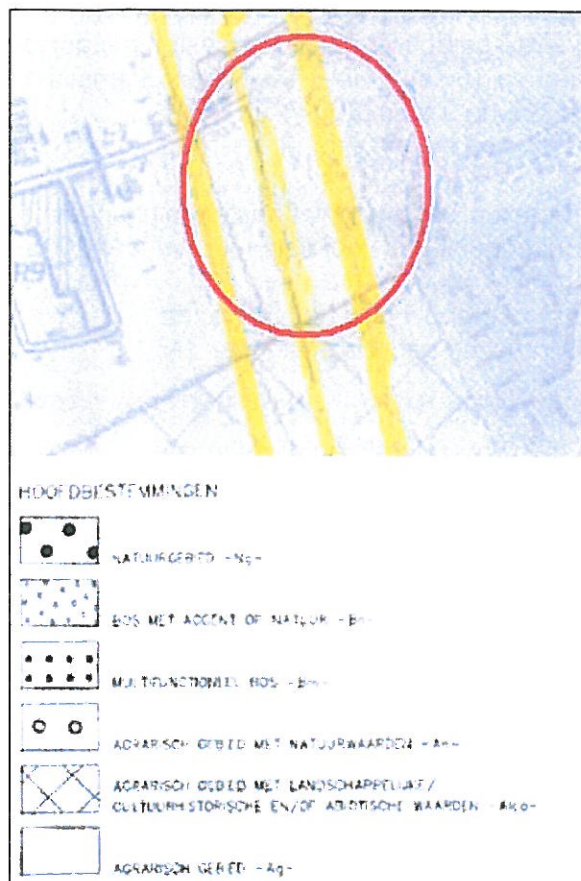 HOOFDBESTEMMINGEN
NATUURGEBIED -Ng-
BOS MET ACCENT OP NATUUR -Bn-
MULTIFUNCTIONEEL BOS -Bm-
AGRARISCH GEBIED MET NATUURWAARDEN -An-
AGRARISCH GEBIED MET LANDSCHAPPELIJKE/
CULTUURHISTORISCHE EN/OF ABIOTISCHE WAARDEN -Alca-
AGRARISCH GEBIED -Ag-